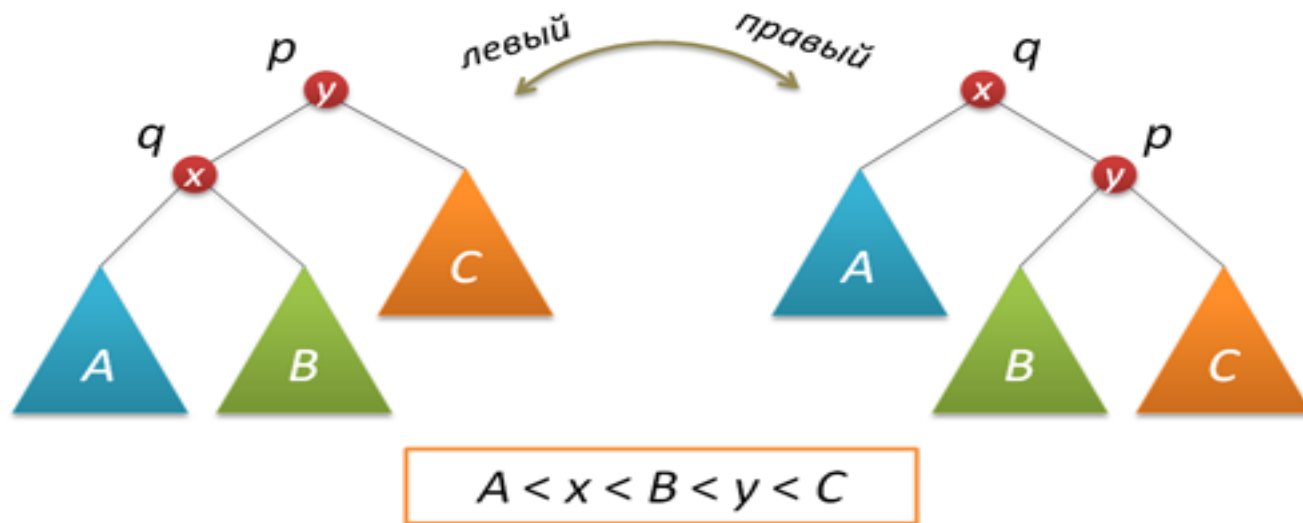 левый правый
p q
y x
q p
x y
C A
A B B C
A < x < B < y < C